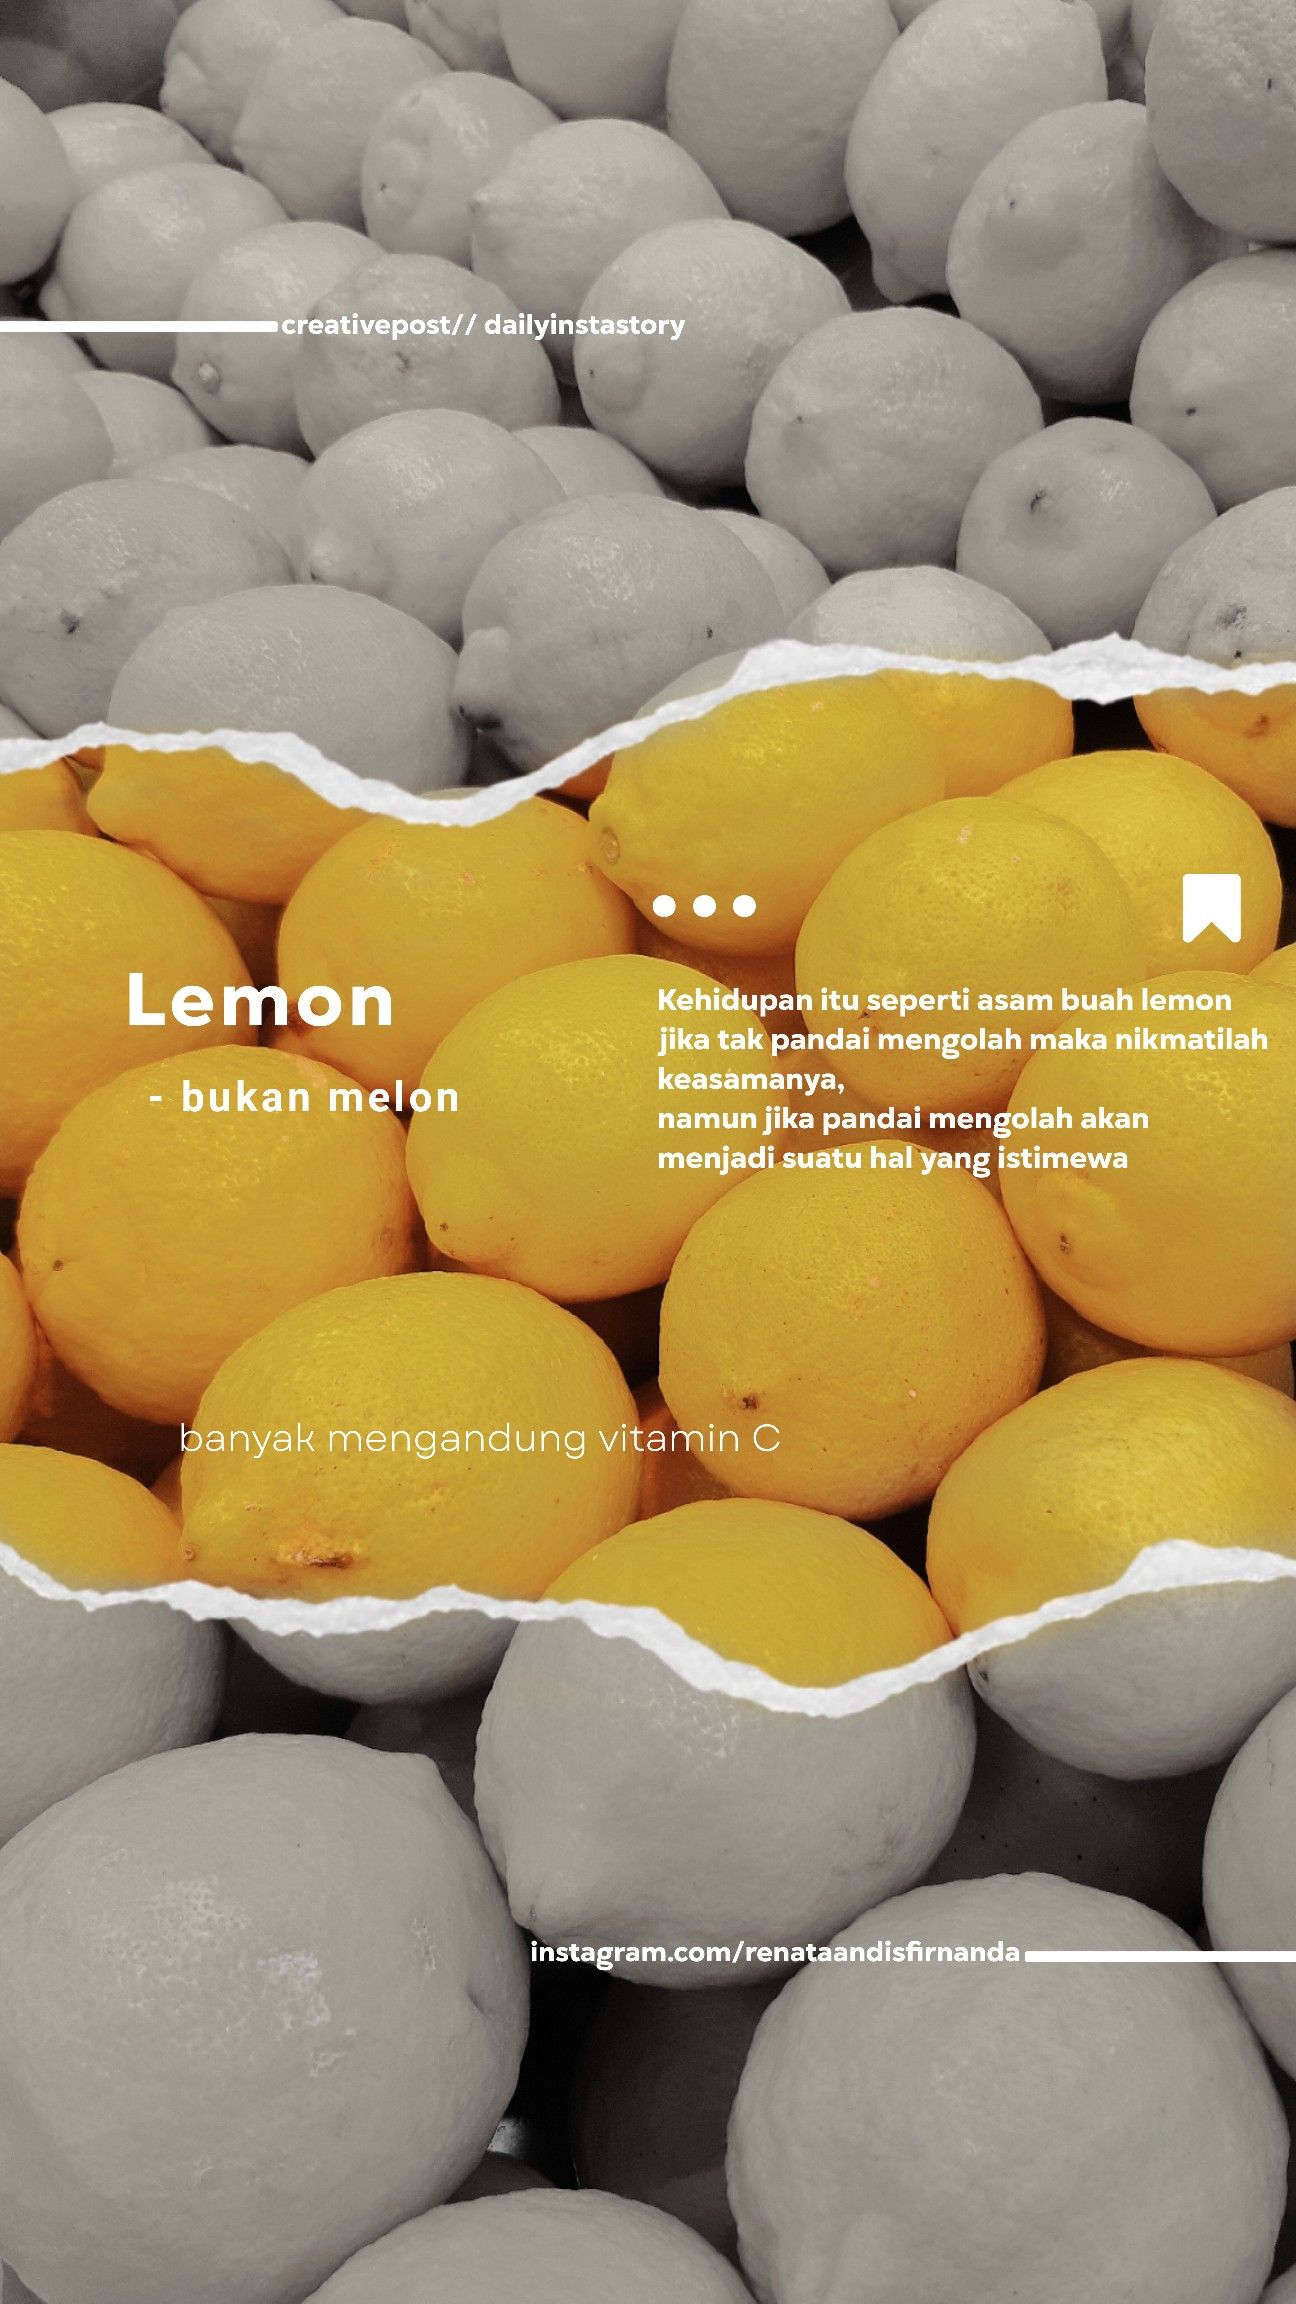 creativepost// dailyinstastory
Lemon
- bukan melon
Kehidupan itu seperti asam buah lemon
jika tak pandai mengolah maka nikmatilah
keasamanya,
namun jika pandai mengolah akan
menjadi suatu hal yang istimewa
banyak mengandung vitamin C
instagram.com/renataandisfirnanda